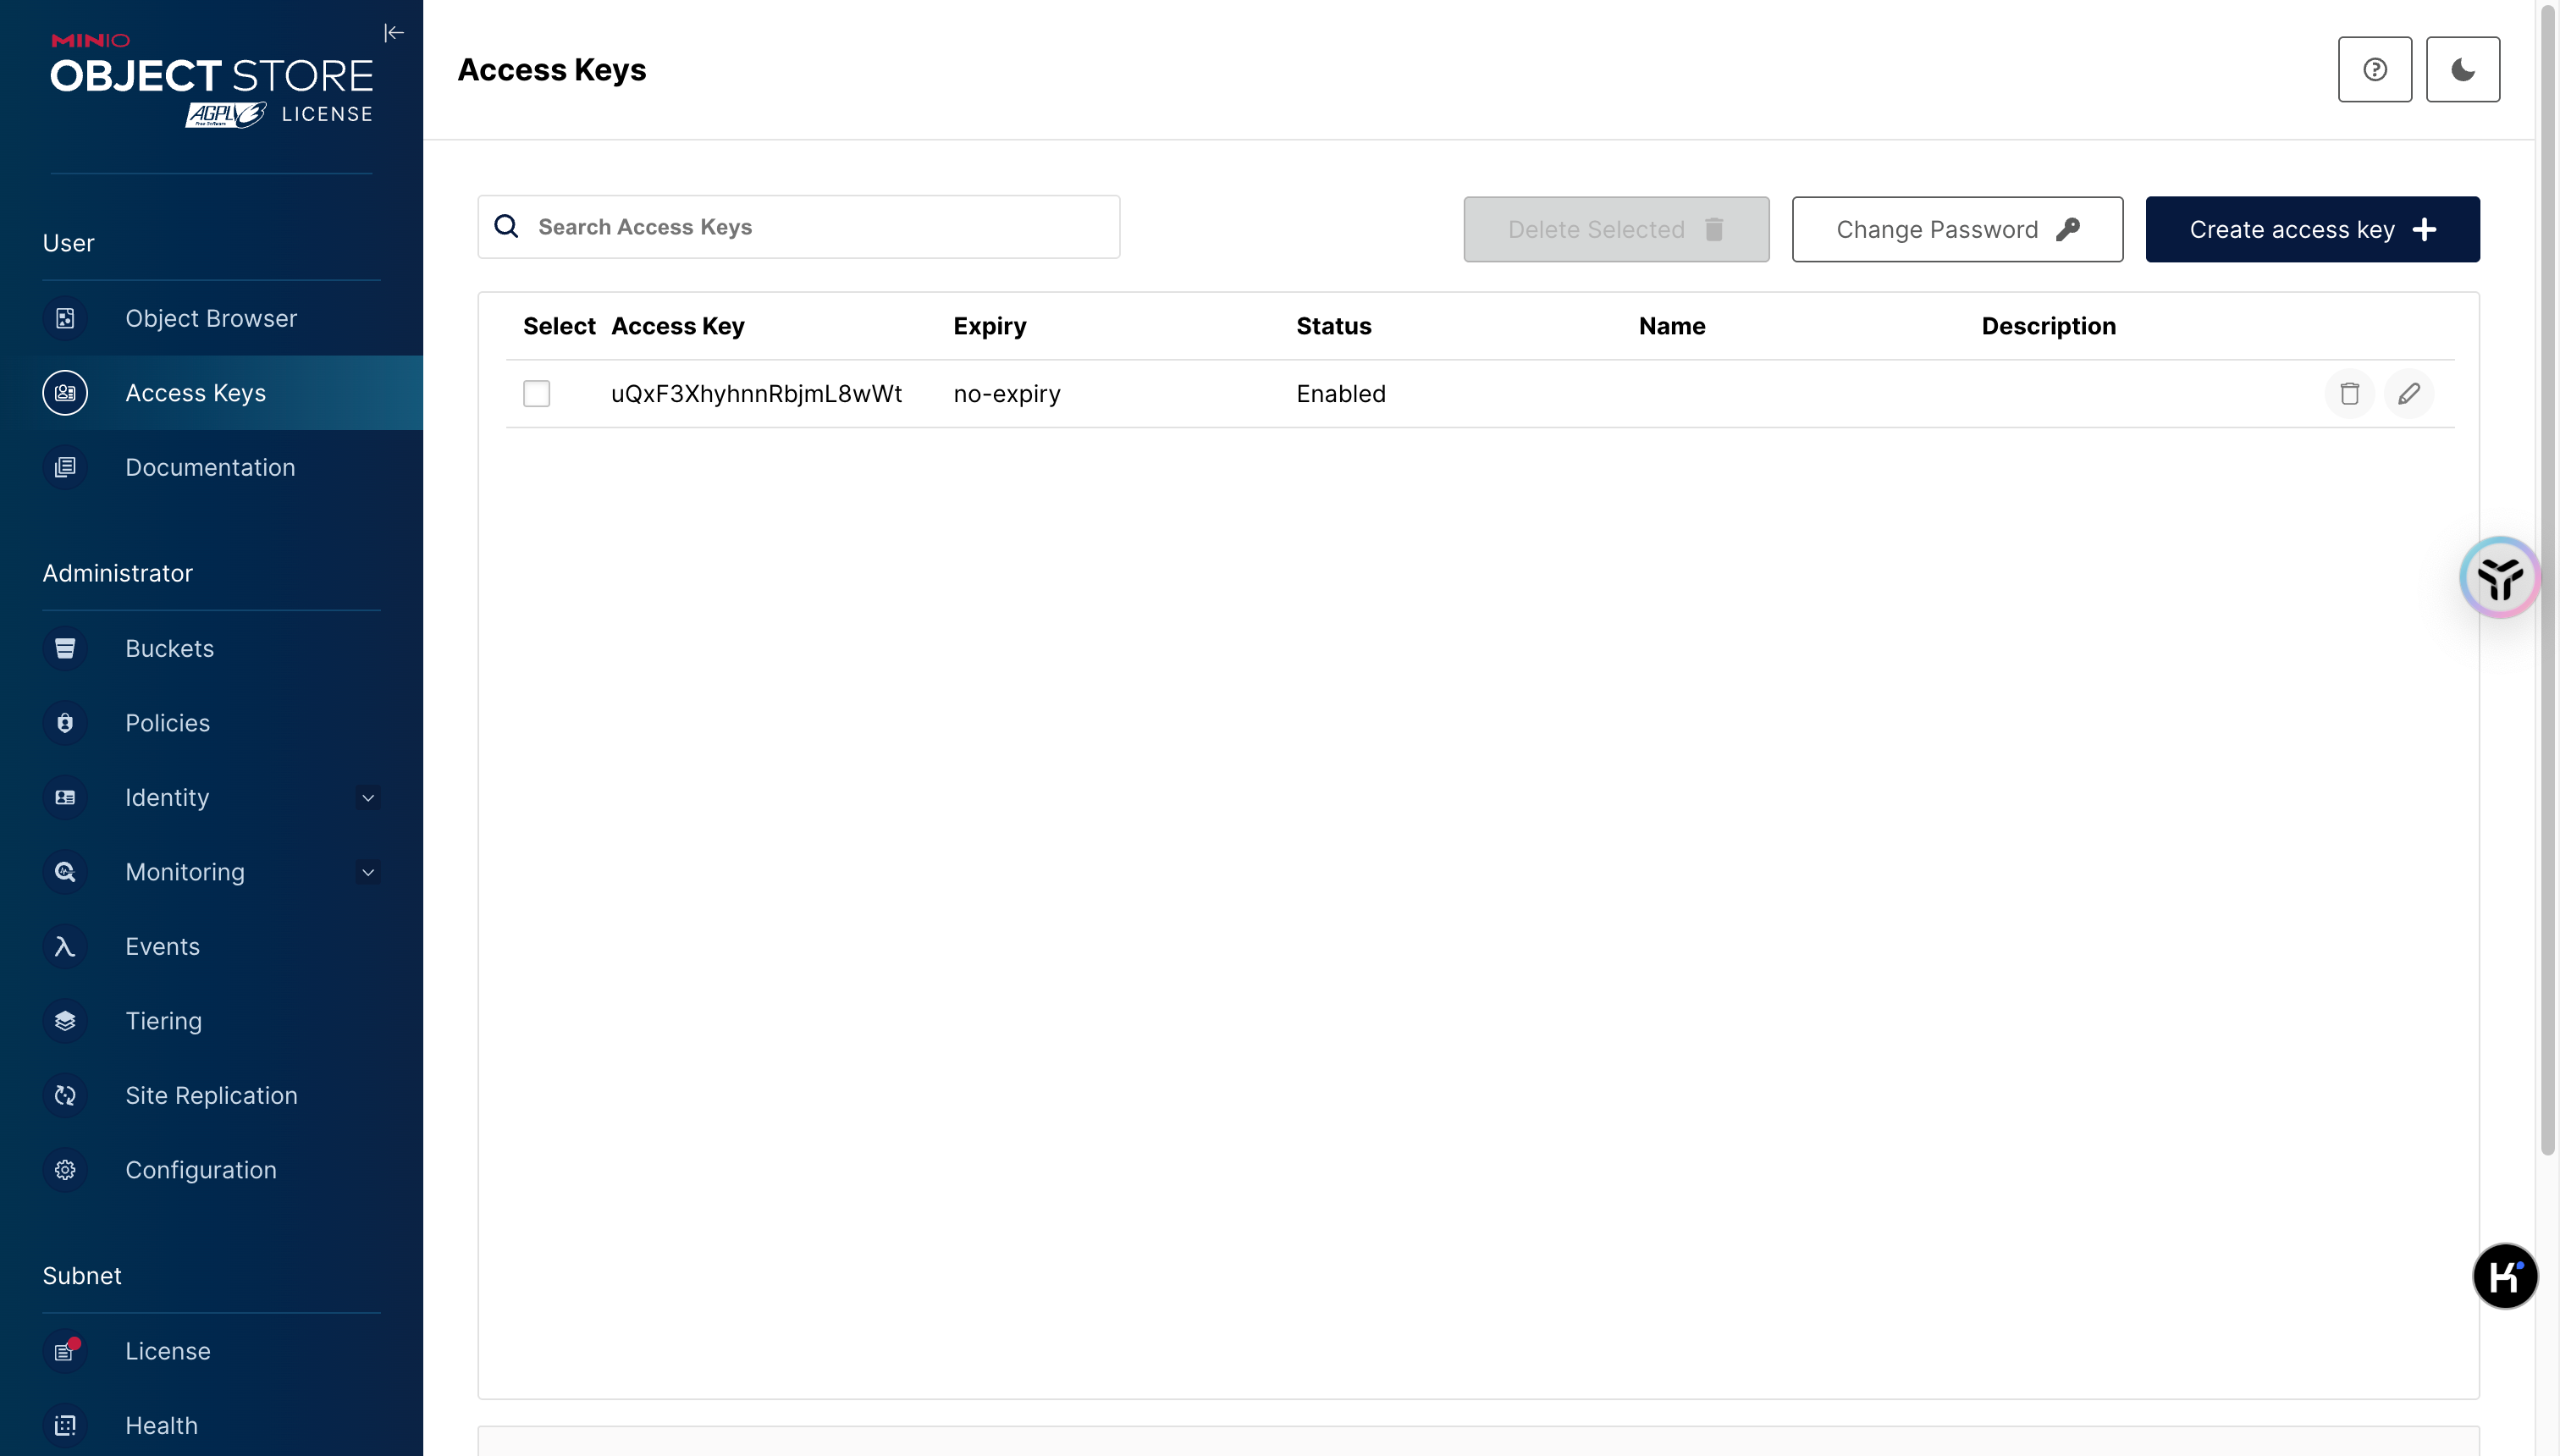 MINIO
OBJECT STORE
AGPL v3 LICENSE
User
Object Browser
Access Keys
Documentation
Administrator
Buckets
Policies
Identity
Monitoring
Events
Tiering
Site Replication
Configuration
Subnet
License
Health
Access Keys
Search Access Keys
Delete Selected
Change Password
Create access key
Select Access Key Expiry Status Name Description
uQxF3XhyhnnRbjmL8wWt no-expiry Enabled